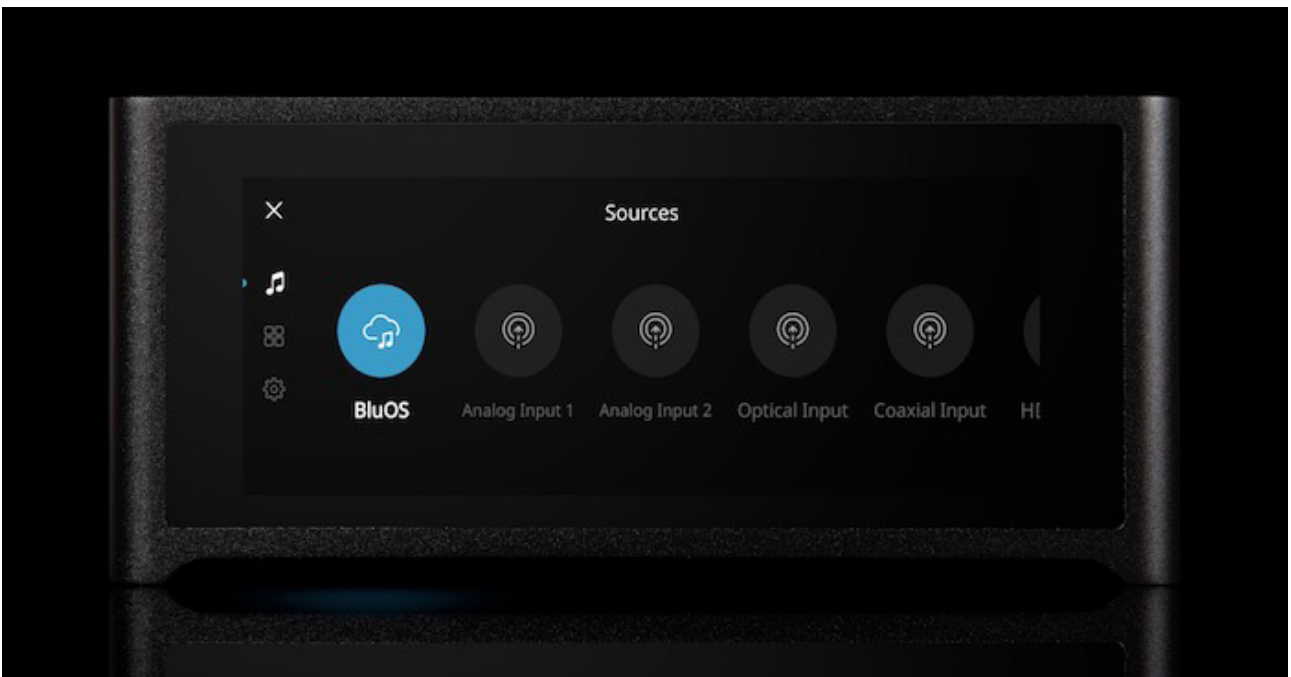 Sources
BluOS
Analog Input 1
Analog Input 2
Optical Input
Coaxial Input